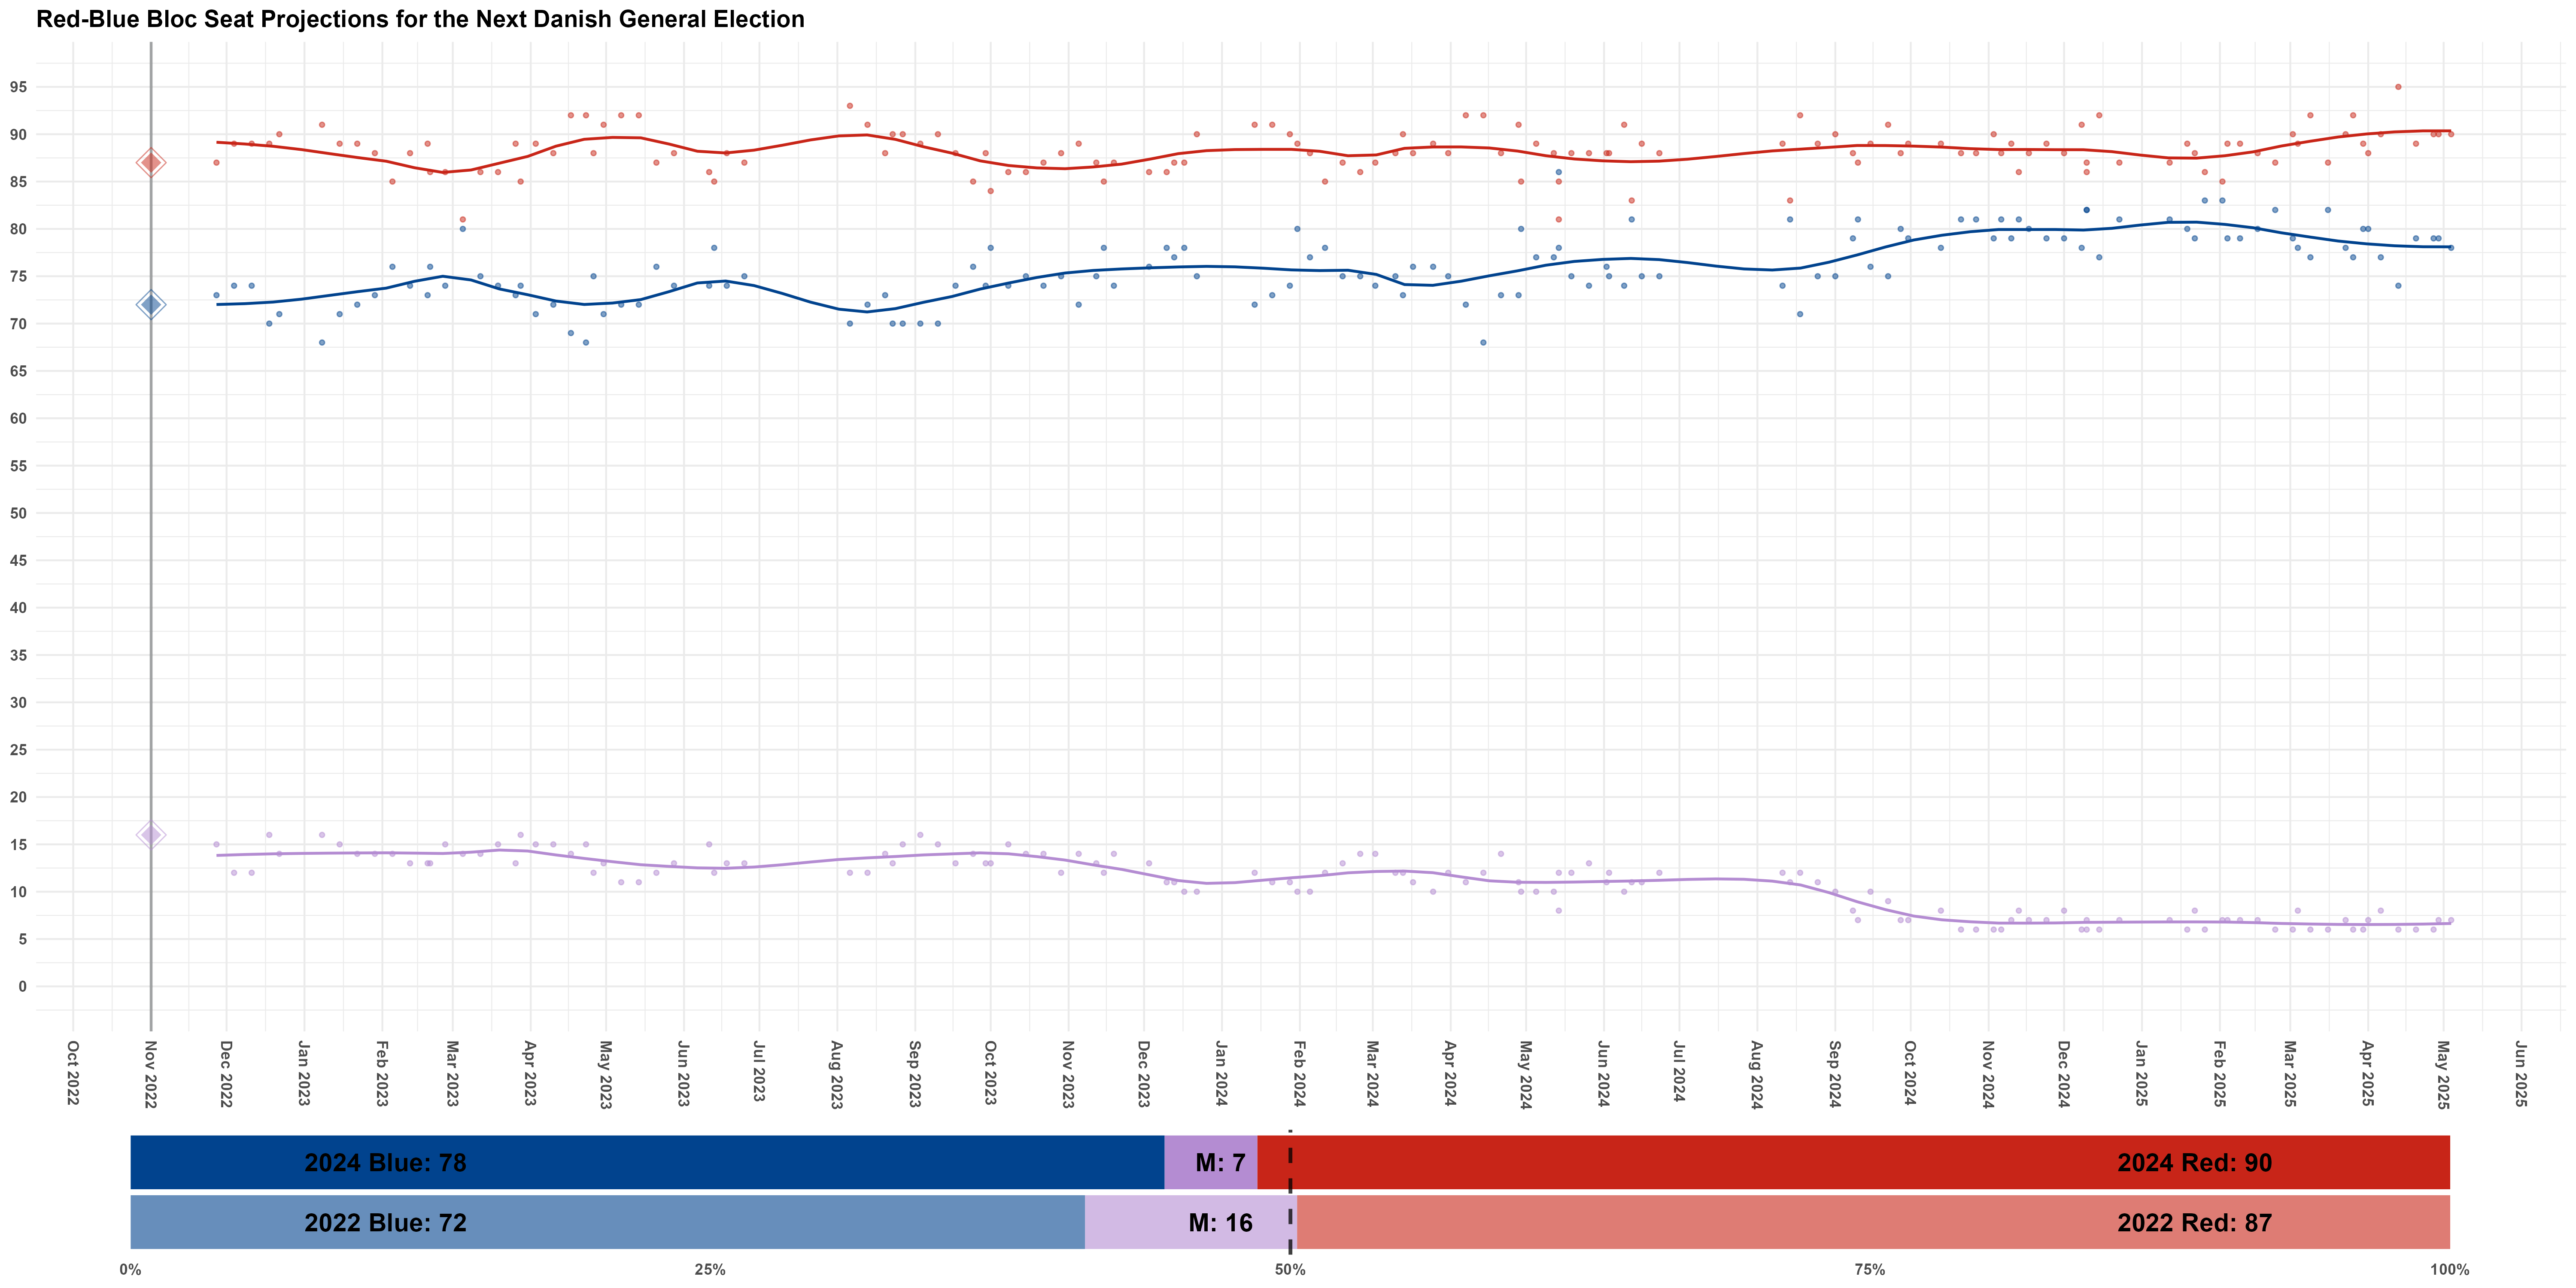 Red-Blue Bloc Seat Projections for the Next Danish General Election
95
90
85
80
75
70
65
60
55
50
45
40
35
30
25
20
15
10
5
0
Oct 2022
Nov 2022
Dec 2022
Jan 2023
Feb 2023
Mar 2023
Apr 2023
May 2023
Jun 2023
Jul 2023
Aug 2023
Sep 2023
Oct 2023
Nov 2023
Dec 2023
Jan 2024
Feb 2024
Mar 2024
Apr 2024
May 2024
Jun 2024
Jul 2024
Aug 2024
Sep 2024
Oct 2024
Nov 2024
Dec 2024
Jan 2025
Feb 2025
Mar 2025
Apr 2025
May 2025
Jun 2025
2024 Blue: 78 M: 7 2024 Red: 90
2022 Blue: 72 M: 16 2022 Red: 87
0% 25% 50% 75% 100%